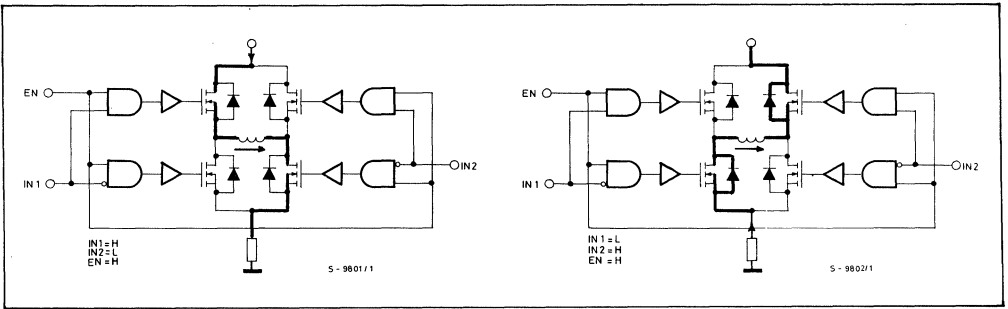 EN
IN1
IN2
IN1=H
IN2=L
EN=H
S-9801/1
EN
IN1
IN2
IN1=L
IN2=H
EN=H
S-9802/1